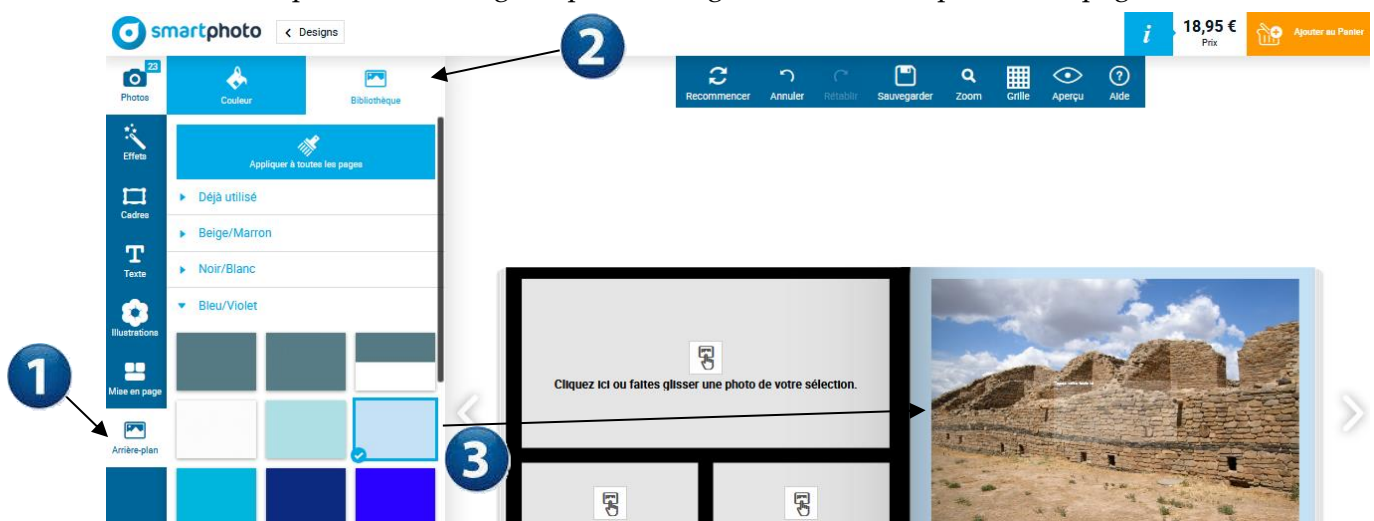 smartphoto
Designs
2
i
18,95 €
Prix
Ajouter au Panier
23
Photos
Couleur
Bibliothèque
Recommencer
Annuler
Rétablir
Sauvegarder
Zoom
Grille
Aperçu
Aide
Effets
Appliquer à toutes les pages
Déjà utilisé
Cadres
Beige/Marron
T
Texte
Noir/Blanc
Bleu/Violet
Illustrations
1
Mise en page
Cliquez ici ou faites glisser une photo de votre sélection.
Arrière-plan
3